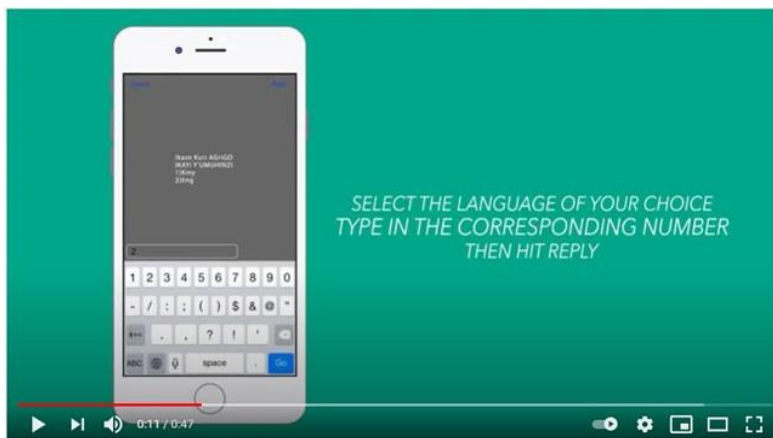 Ikaze Kuri AGHGO
IKAYI Y'UMUHINZI
1)Kiny
2)Eng
2
1 2 3 4 5 6 7 8 9 0
- / : ; ( ) $ & @ "
. , ? ! '
ABC space . Go
SELECT THE LANGUAGE OF YOUR CHOICE
TYPE IN THE CORRESPONDING NUMBER
THEN HIT REPLY
0:11 / 0:47